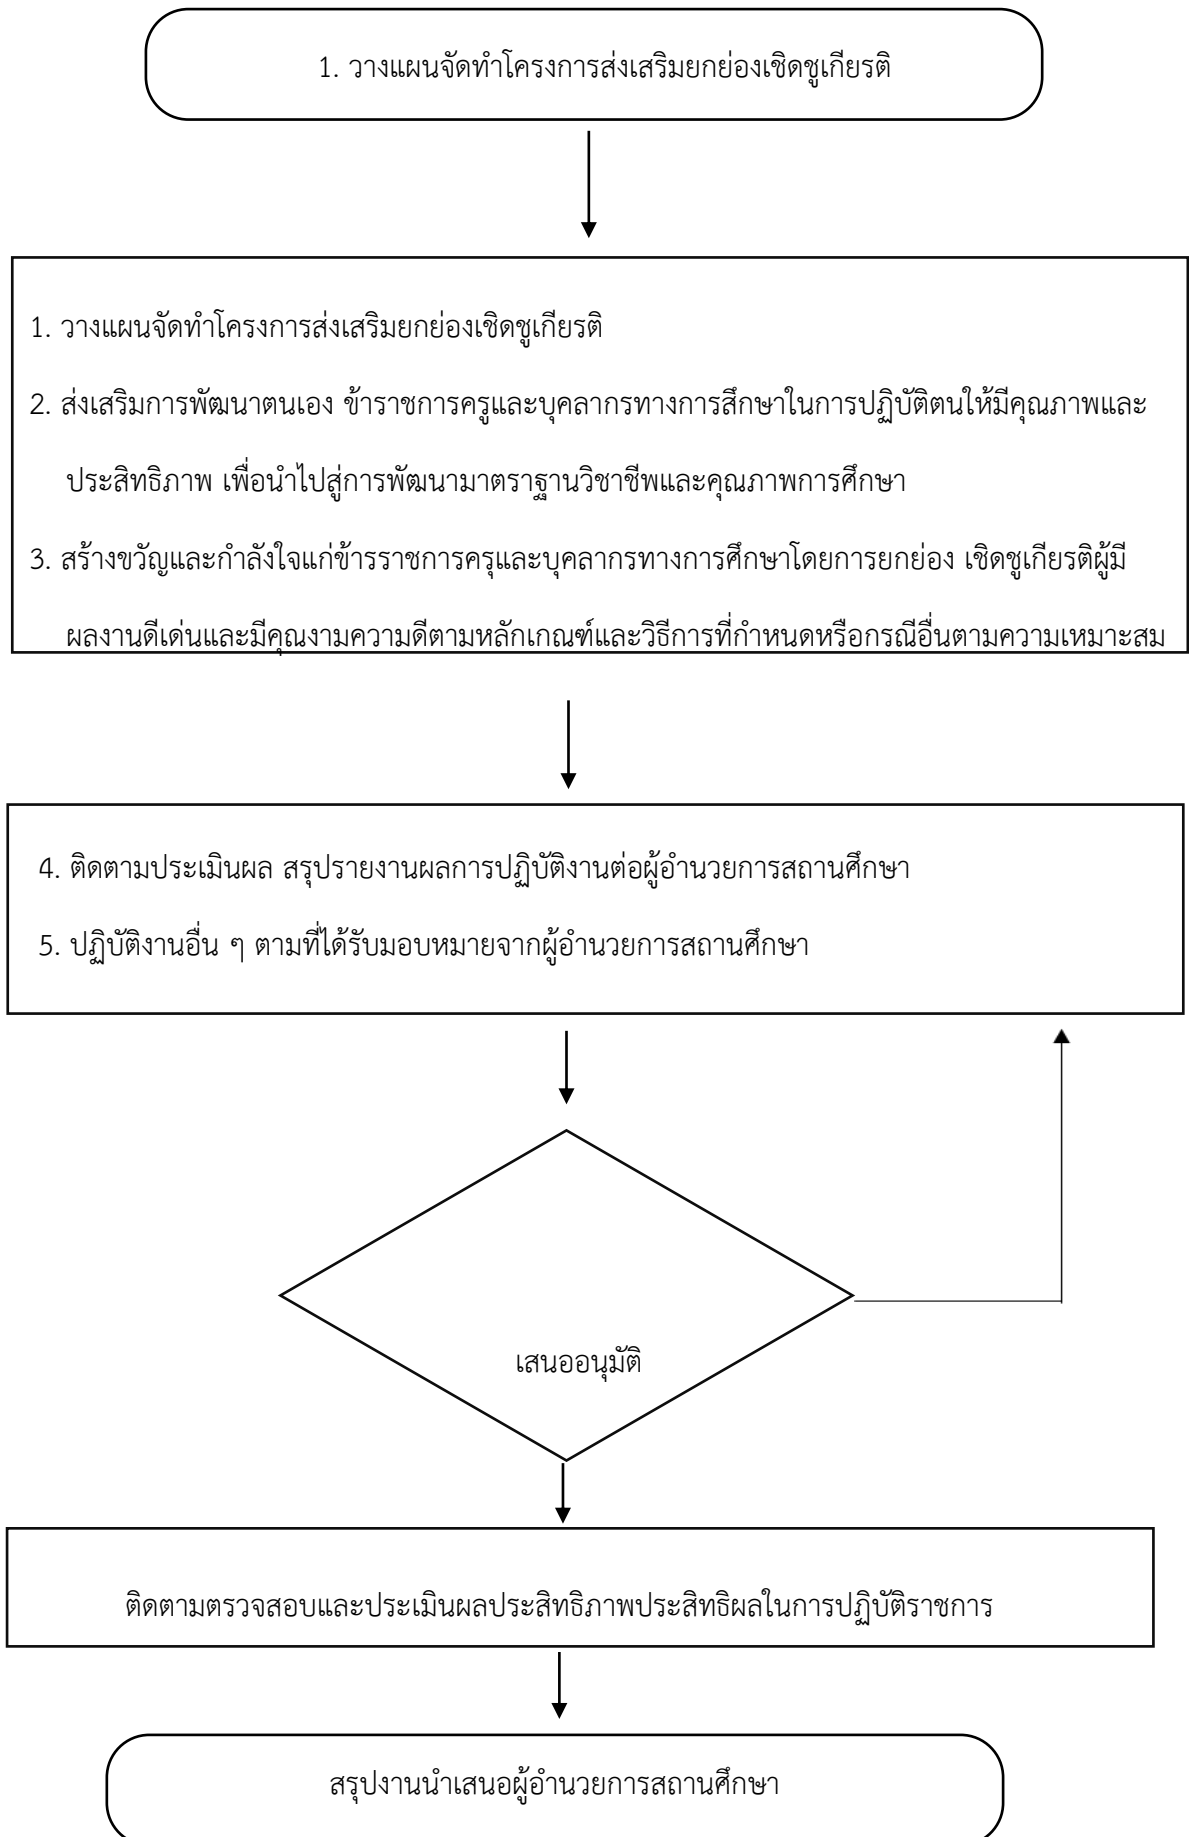 1. วางแผนจัดทำโครงการส่งเสริมยกย่องเชิดชูเกียรติ
1. วางแผนจัดทำโครงการส่งเสริมยกย่องเชิดชูเกียรติ
2. ส่งเสริมการพัฒนาตนเอง ข้าราชการครูและบุคลากรทางการสึกษาในการปฏิบัติตนให้มีคุณภาพและ
ประสิทธิภาพ เพื่อนำไปสู่การพัฒนามาตราฐานวิชาชีพและคุณภาพการศึกษา
3. สร้างขวัญและกำลังใจแก่ข้ารราชการครุและบุคลากรทางการศึกษาโดยการยกย่อง เชิดชูเกียรติผู้มี
ผลงานดีเด่นและมีคุณงามความดีตามหลักเกณฑ์และวิธีการที่กำหนดหรือกรณีอื่นตามความเหมาะสม
4. ติดตามประเมินผล สรุปรายงานผลการปฏิบัติงานต่อผู้อำนวยการสถานศึกษา
5. ปฏิบัติงานอื่น ๆ ตามที่ได้รับมอบหมายจากผู้อำนวยการสถานศึกษา
เสนออนุมัติ
ติดตามตรวจสอบและประเมินผลประสิทธิภาพประสิทธิผลในการปฏิบัติราชการ
สรุปงานนำเสนอผู้อำนวยการสถานศึกษา